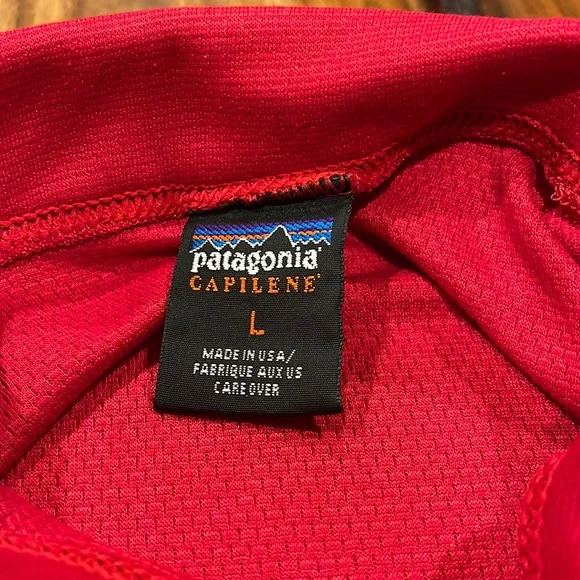 patagonia®
CAPILENE®
L
MADE IN USA/
FABRIQUE AUX US
CARE OVER